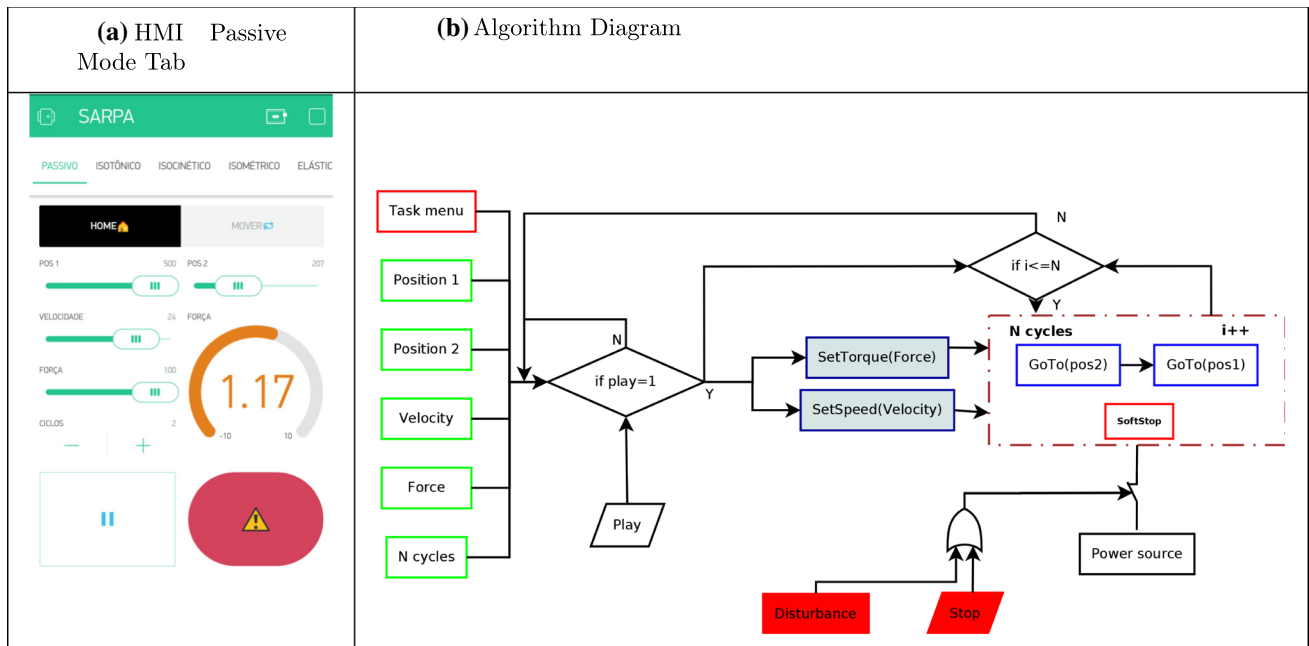 (a) HMI Passive
Mode Tab
(b) Algorithm Diagram
SARPA
PASSIVO ISOTÔNICO ISOCINÉTICO ISOMÉTRICO ELÁSTIC
HOME MOVER
POS 1 500 POS 2 207
VELOCIDADE 24 FORÇA
FORÇA 100
1.17
-10 10
CICLOS 2
Task menu
Position 1
Position 2
Velocity
Force
N cycles
N
if play=1
Y
Play
SetTorque(Force)
SetSpeed(Velocity)
N
if i<=N
Y
N cycles i++
GoTo(pos2) GoTo(pos1)
SoftStop
Power source
Disturbance
Stop